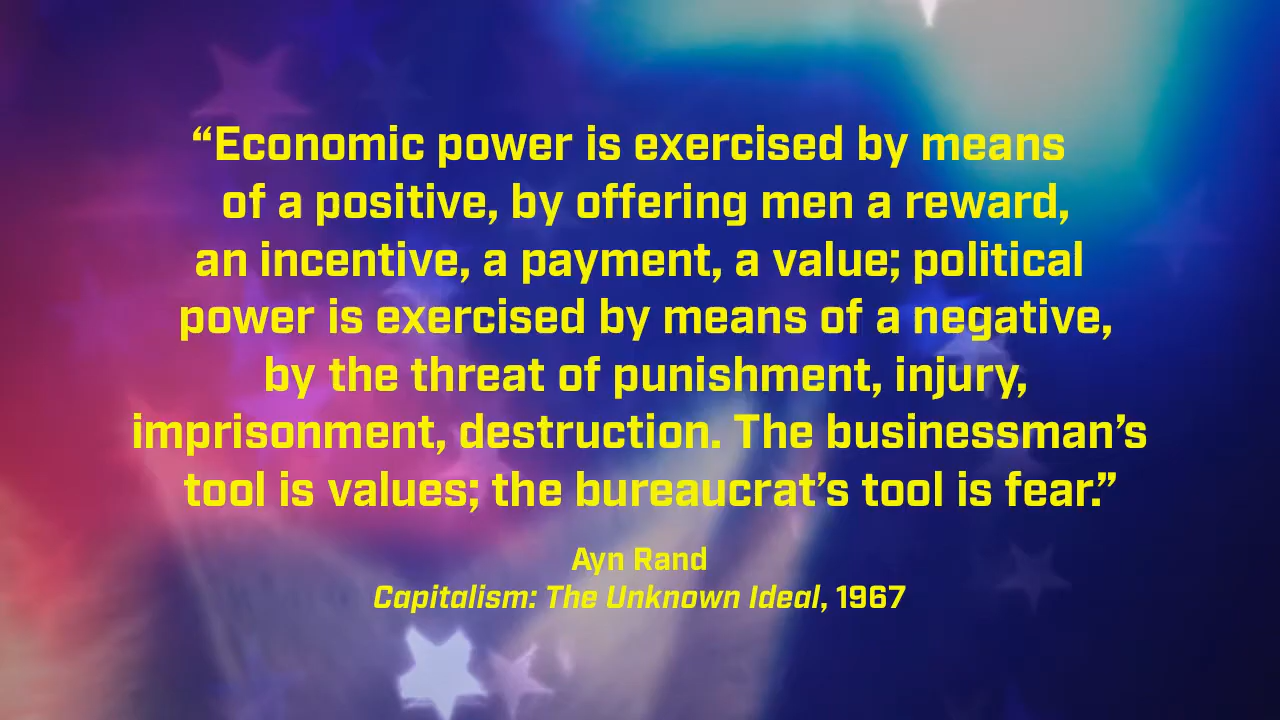 “Economic power is exercised by means
of a positive, by offering men a reward,
an incentive, a payment, a value; political
power is exercised by means of a negative,
by the threat of punishment, injury,
imprisonment, destruction. The businessman’s
tool is values; the bureaucrat’s tool is fear.”
Ayn Rand
Capitalism: The Unknown Ideal, 1967